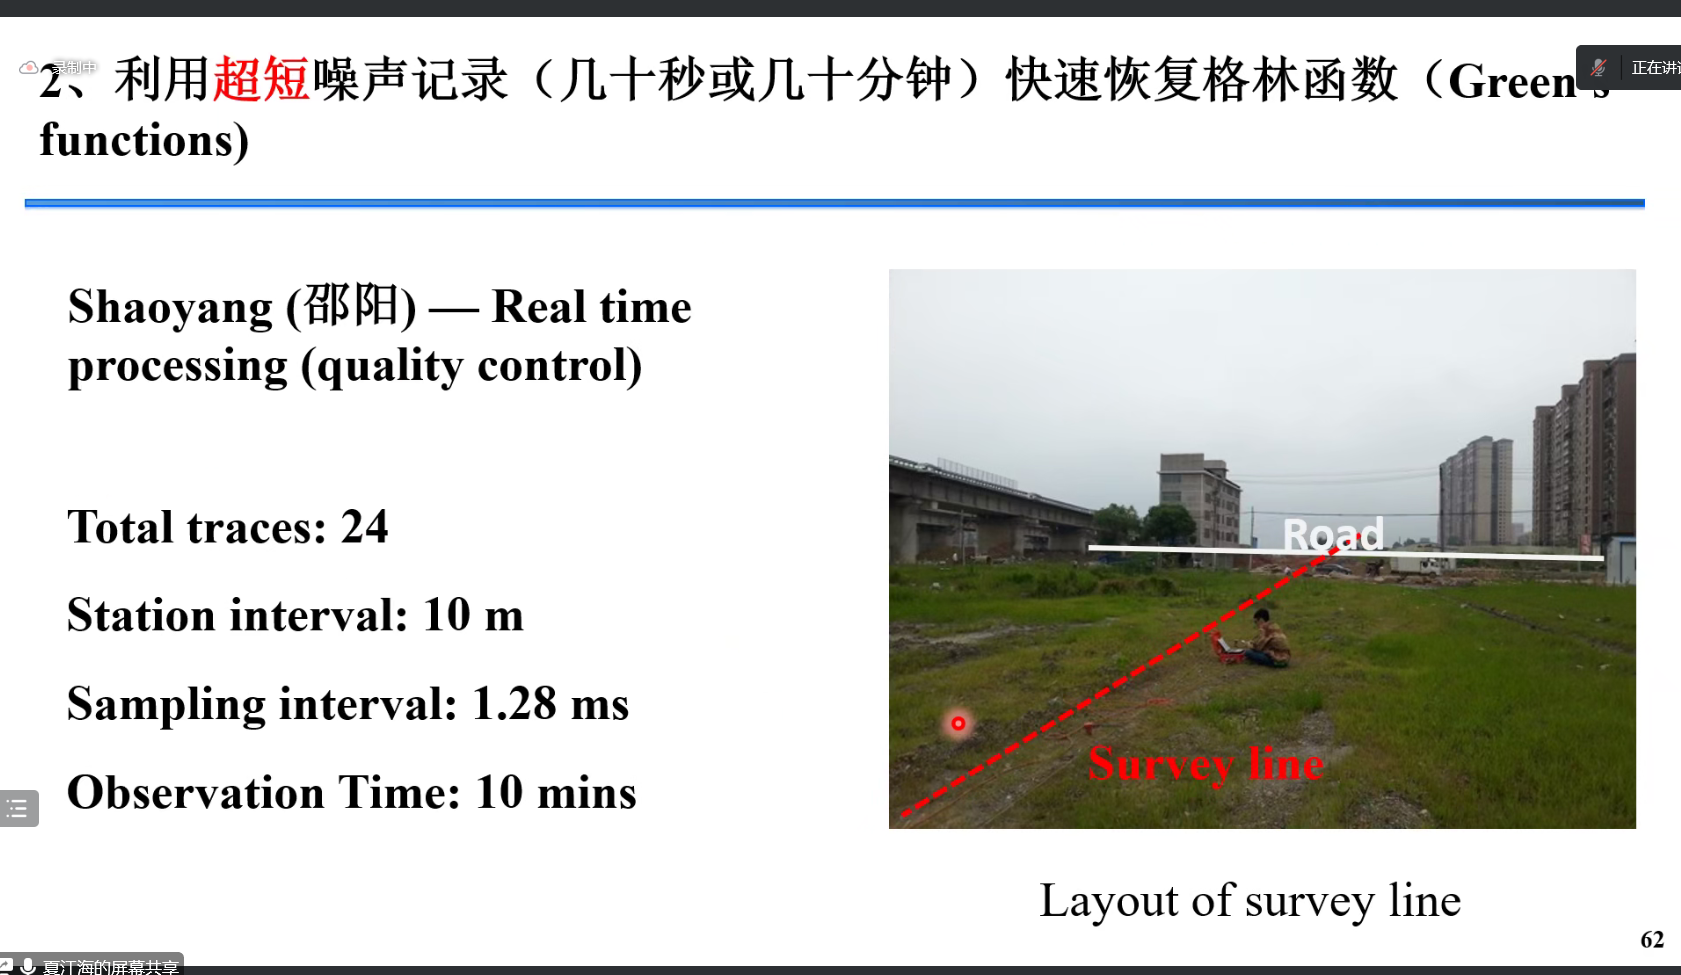 录制中
正在讲
2、利用超短噪声记录（几十秒或几十分钟）快速恢复格林函数（Green's
functions)
Shaoyang (邵阳) — Real time
processing (quality control)
Total traces: 24
Station interval: 10 m
Sampling interval: 1.28 ms
Observation Time: 10 mins
Road
Survey line
Layout of survey line
62
夏江海的屏幕共享